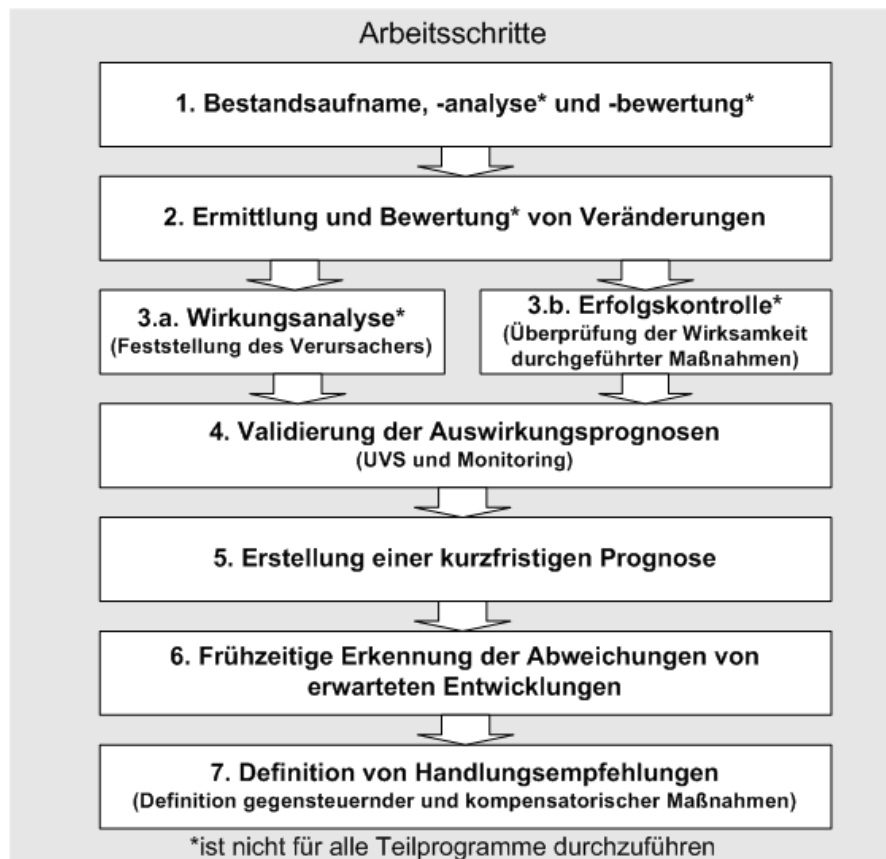 Arbeitsschritte
1. Bestandsaufname, -analyse* und -bewertung*
2. Ermittlung und Bewertung* von Veränderungen
3.a. Wirkungsanalyse*
(Feststellung des Verursachers)
3.b. Erfolgskontrolle*
(Überprüfung der Wirksamkeit
durchgeführter Maßnahmen)
4. Validierung der Auswirkungsprognosen
(UVS und Monitoring)
5. Erstellung einer kurzfristigen Prognose
6. Frühzeitige Erkennung der Abweichungen von
erwarteten Entwicklungen
7. Definition von Handlungsempfehlungen
(Definition gegensteuernder und kompensatorischer Maßnahmen)
*ist nicht für alle Teilprogramme durchzuführen